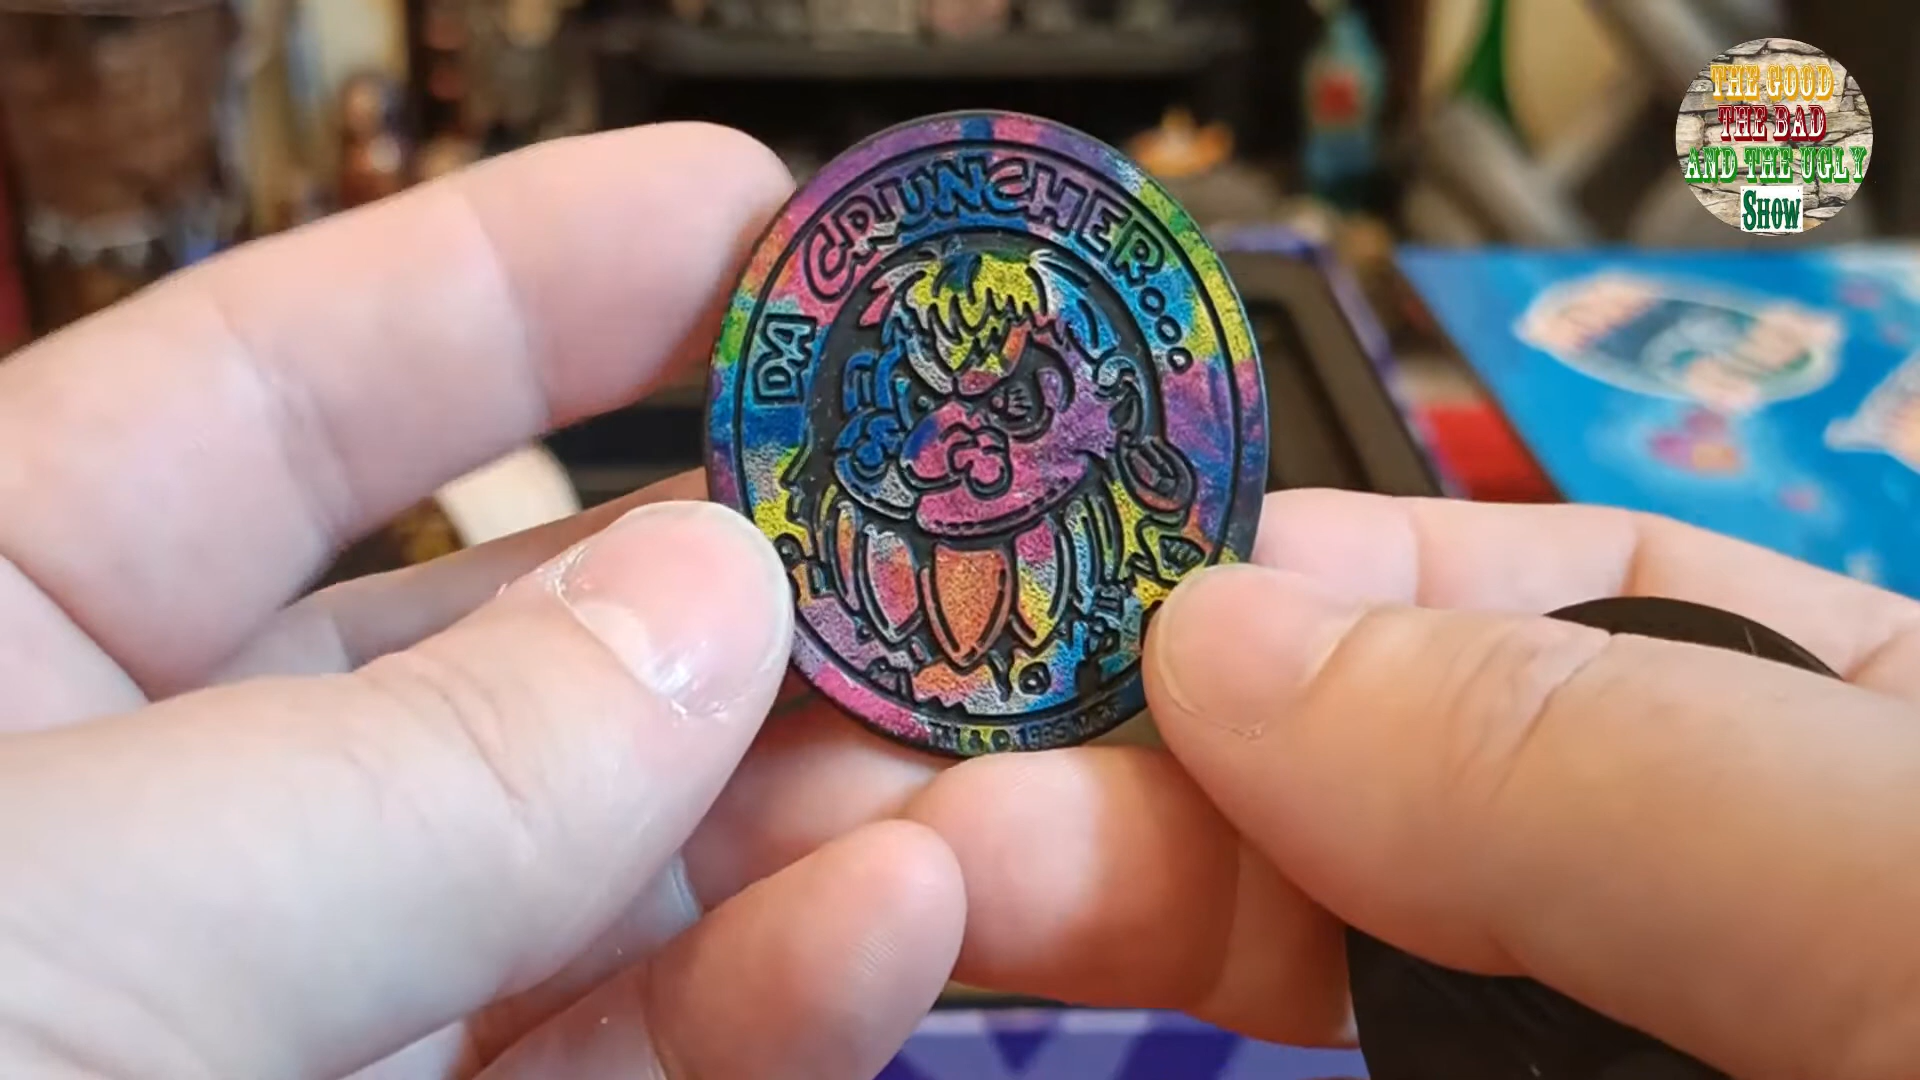 THE GOOD
THE BAD
AND THE UGLY
Show
DA CRUNCHER...